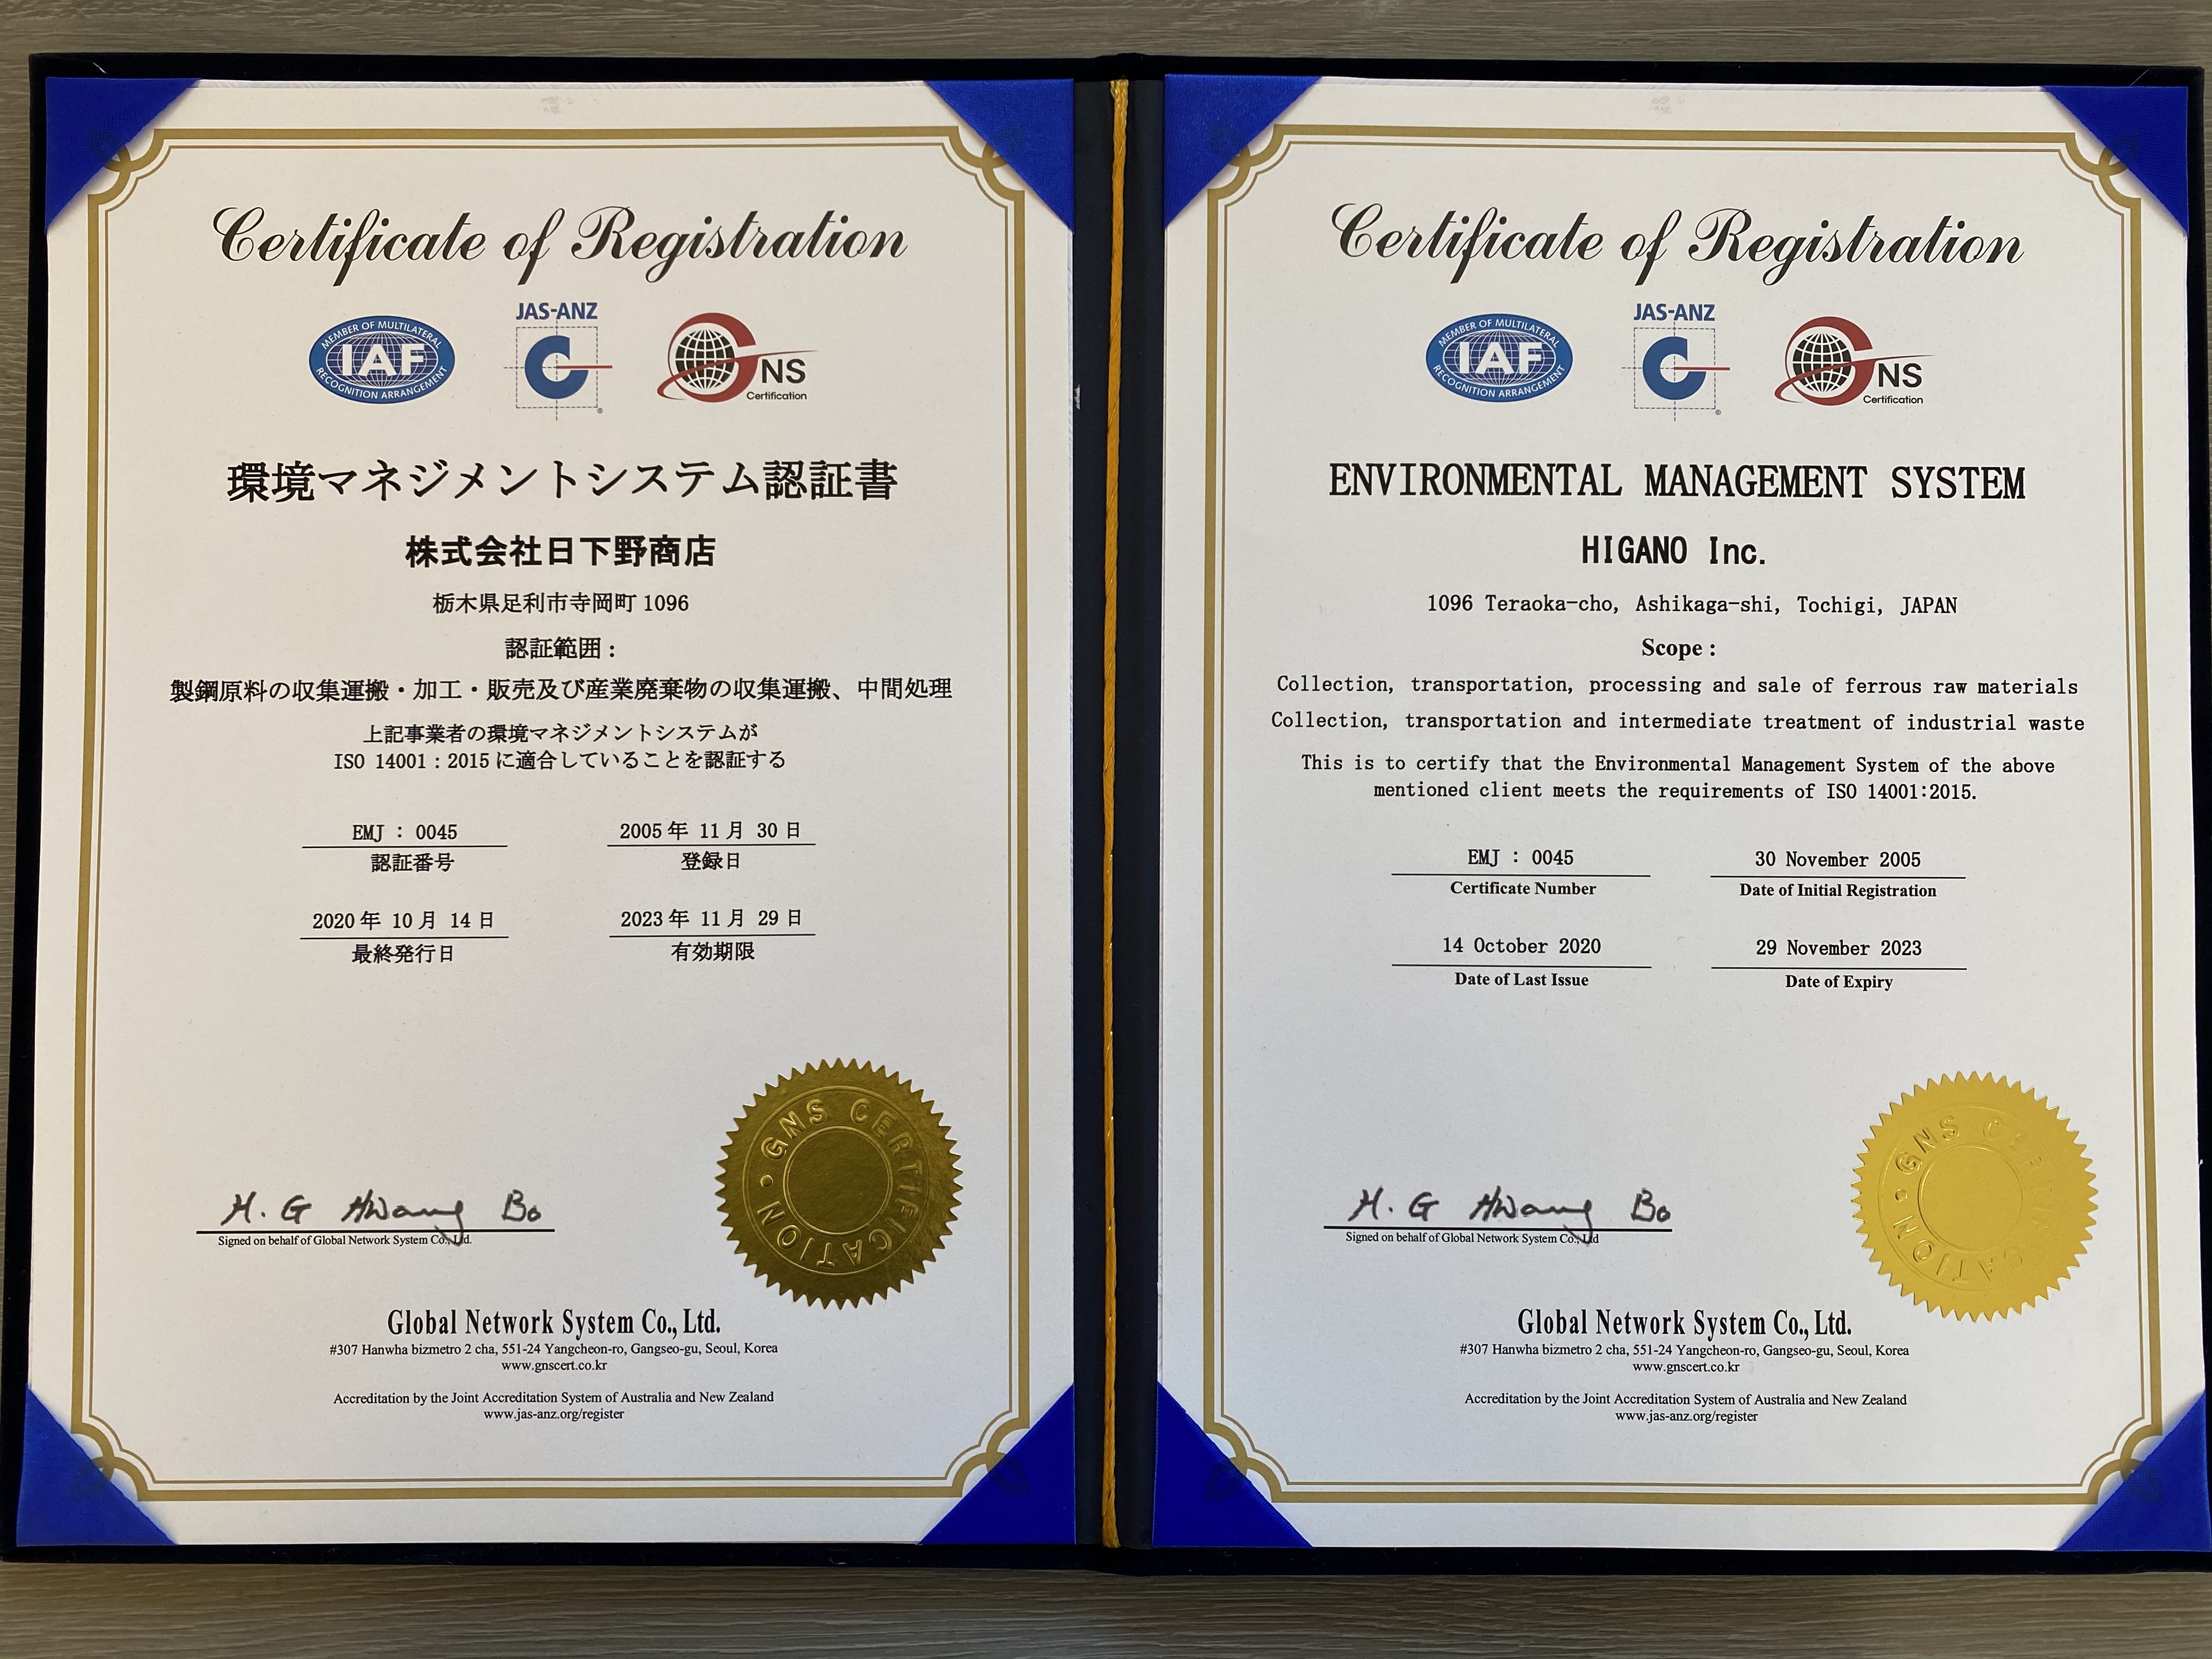 Certificate of Registration
MEMBER OF MULTILATERAL
IAF
RECOGNITION ARRANGEMENT
JAS-ANZ
®
GNS
Certification
環境マネジメントシステム認証書
株式会社日下野商店
栃木県足利市寺岡町 1096
認証範囲 :
製鋼原料の収集運搬・加工・販売及び産業廃棄物の収集運搬、中間処理
上記事業者の環境マネジメントシステムが
ISO 14001 : 2015 に適合していることを認証する
EMJ : 0045
認証番号
2005 年 11 月 30 日
登録日
2020 年 10 月 14 日
最終発行日
2023 年 11 月 29 日
有効期限
GNS CERTIFICATION
H. G Hwang Bo
Signed on behalf of Global Network System Co., Ltd.
Global Network System Co., Ltd.
#307 Hanwha bizmetro 2 cha, 551-24 Yangcheon-ro, Gangseo-gu, Seoul, Korea
www.gnscert.co.kr
Accreditation by the Joint Accreditation System of Australia and New Zealand
www.jas-anz.org/register
Certificate of Registration
MEMBER OF MULTILATERAL
IAF
RECOGNITION ARRANGEMENT
JAS-ANZ
®
GNS
Certification
ENVIRONMENTAL MANAGEMENT SYSTEM
HIGANO Inc.
1096 Teraoka-cho, Ashikaga-shi, Tochigi, JAPAN
Scope :
Collection, transportation, processing and sale of ferrous raw materials
Collection, transportation and intermediate treatment of industrial waste
This is to certify that the Environmental Management System of the above
mentioned client meets the requirements of ISO 14001:2015.
EMJ : 0045
Certificate Number
30 November 2005
Date of Initial Registration
14 October 2020
Date of Last Issue
29 November 2023
Date of Expiry
GNS CERTIFICATION
H. G Hwang Bo
Signed on behalf of Global Network System Co., Ltd
Global Network System Co., Ltd.
#307 Hanwha bizmetro 2 cha, 551-24 Yangcheon-ro, Gangseo-gu, Seoul, Korea
www.gnscert.co.kr
Accreditation by the Joint Accreditation System of Australia and New Zealand
www.jas-anz.org/register